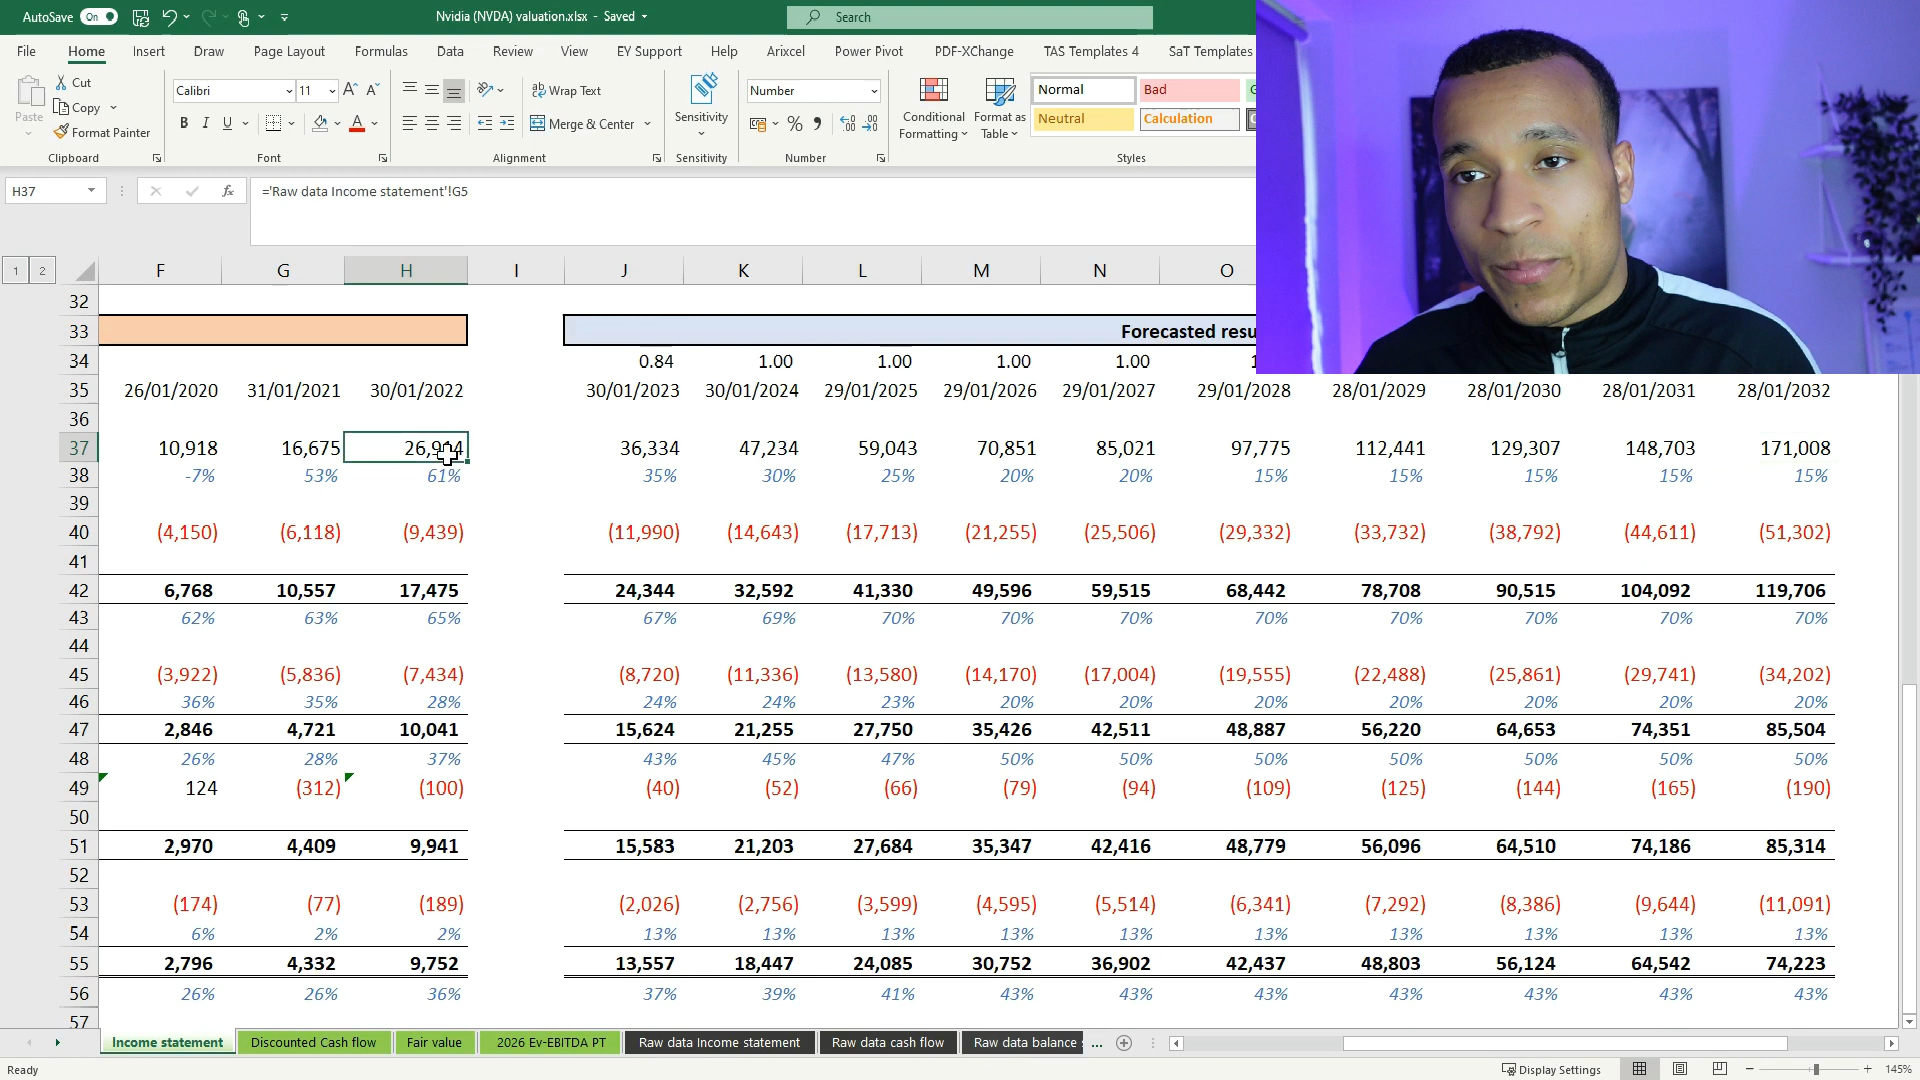 AutoSave On Nvidia (NVDA) valuation.xlsx - Saved Search
File Home Insert Draw Page Layout Formulas Data Review View EY Support Help Arixcel Power Pivot PDF-XChange TAS Templates 4 SaT Templates
Paste Cut Copy Format Painter
Calibri 11 Wrap Text Merge & Center Sensitivity Number Conditional Formatting Format as Table Normal Bad Neutral Calculation
Clipboard Font Alignment Sensitivity Number Styles
H37 fx ='Raw data Income statement'!G5
1 2 F G H I J K L M N O
32
33 Forecasted resu
34 0.84 1.00 1.00 1.00 1.00
35 26/01/2020 31/01/2021 30/01/2022 30/01/2023 30/01/2024 29/01/2025 29/01/2026 29/01/2027 29/01/2028 28/01/2029 28/01/2030 28/01/2031 28/01/2032
36
37 10,918 16,675 36,334 47,234 59,043 70,851 85,021 97,775 112,441 129,307 148,703 171,008
38 -7% 53% 61% 35% 30% 25% 20% 20% 15% 15% 15% 15% 15%
39
40 (4,150) (6,118) (9,439) (11,990) (14,643) (17,713) (21,255) (25,506) (29,332) (33,732) (38,792) (44,611) (51,302)
41
42 6,768 10,557 17,475 24,344 32,592 41,330 49,596 59,515 68,442 78,708 90,515 104,092 119,706
43 62% 63% 65% 67% 69% 70% 70% 70% 70% 70% 70% 70% 70%
44
45 (3,922) (5,836) (7,434) (8,720) (11,336) (13,580) (14,170) (17,004) (19,555) (22,488) (25,861) (29,741) (34,202)
46 36% 35% 28% 24% 24% 23% 20% 20% 20% 20% 20% 20% 20%
47 2,846 4,721 10,041 15,624 21,255 27,750 35,426 42,511 48,887 56,220 64,653 74,351 85,504
48 26% 28% 37% 43% 45% 47% 50% 50% 50% 50% 50% 50% 50%
49 124 (312) (100) (40) (52) (66) (79) (94) (109) (125) (144) (165) (190)
50
51 2,970 4,409 9,941 15,583 21,203 27,684 35,347 42,416 48,779 56,096 64,510 74,186 85,314
52
53 (174) (77) (189) (2,026) (2,756) (3,599) (4,595) (5,514) (6,341) (7,292) (8,386) (9,644) (11,091)
54 6% 2% 2% 13% 13% 13% 13% 13% 13% 13% 13% 13% 13%
55 2,796 4,332 9,752 13,557 18,447 24,085 30,752 36,902 42,437 48,803 56,124 64,542 74,223
56 26% 26% 36% 37% 39% 41% 43% 43% 43% 43% 43% 43% 43%
57
Income statement Discounted Cash flow Fair value 2026 Ev-EBITDA PT Raw data Income statement Raw data cash flow Raw data balance ...
Ready Display Settings 145%